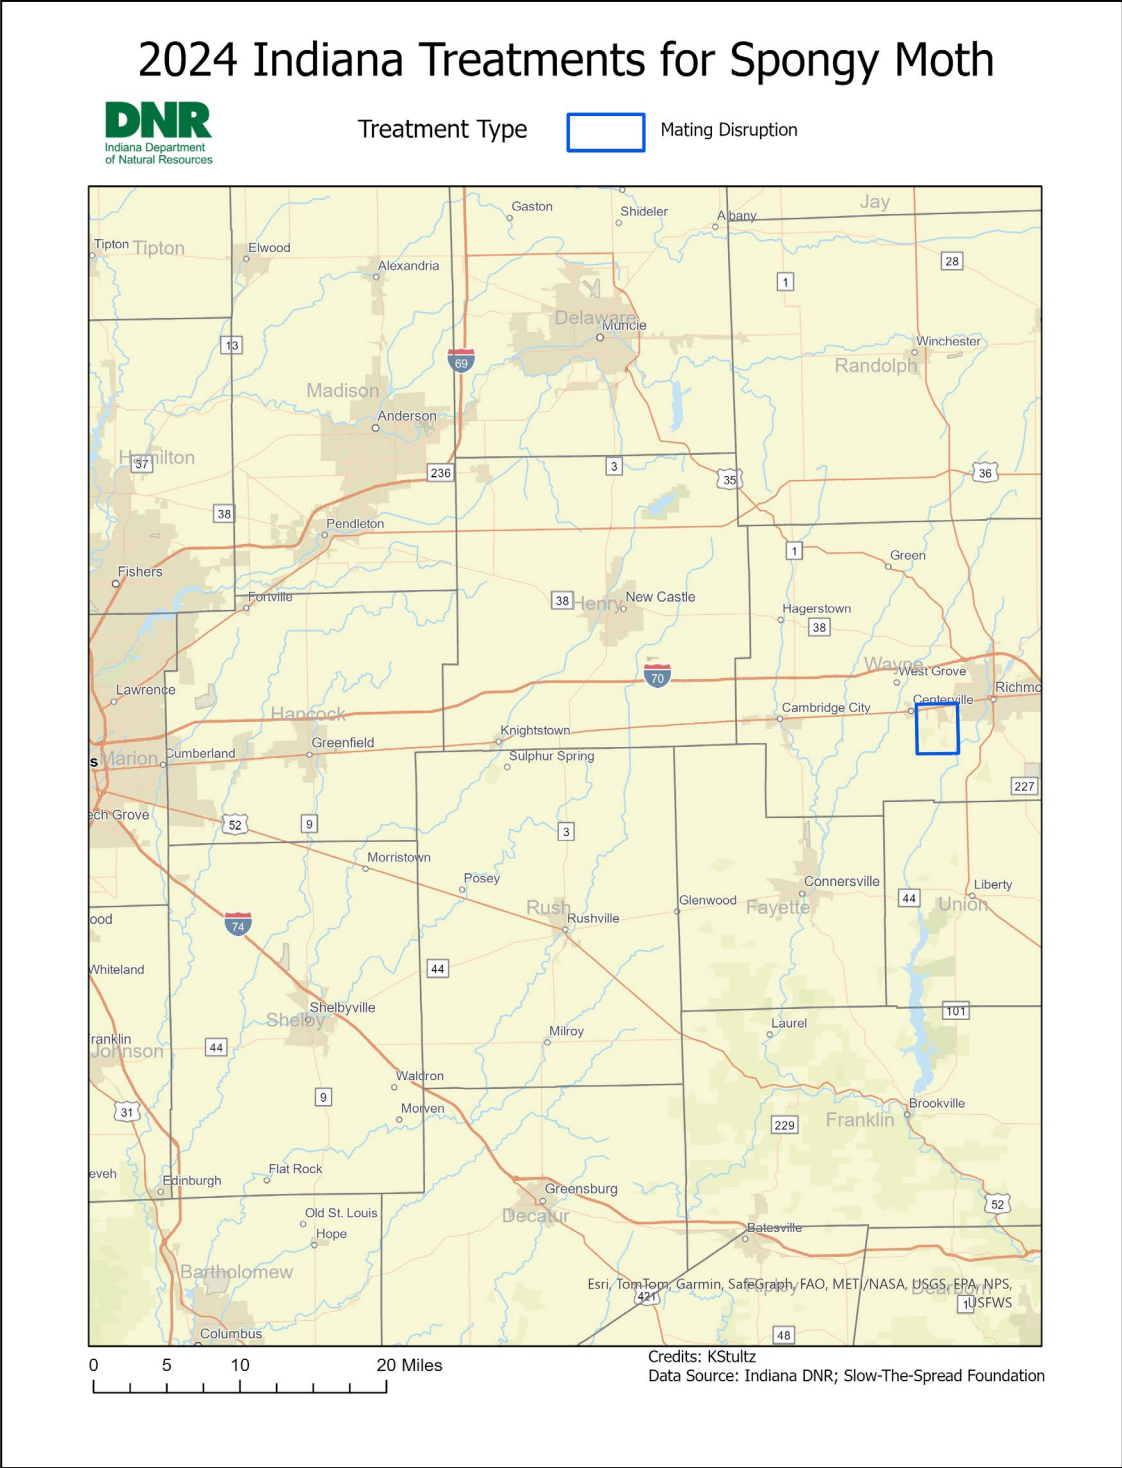 2024 Indiana Treatments for Spongy Moth
DNR
Indiana Department
of Natural Resources
Treatment Type
Mating Disruption
Jay
Gaston
Shideler
Albany
Tipton
Tipton
Elwood
Alexandria
28
1
Delaware
Muncie
13
Winchester
69
Randolph
Madison
Anderson
Hamilton
37
236
3
35
36
38
Pendleton
1
Green
Fishers
Fortville
38
Henry
New Castle
Hagerstown
38
Wayne
West Grove
70
Lawrence
Richmo
Centerville
Hancock
Cambridge City
Knightstown
Greenfield
Cumberland
Sulphur Spring
s
Marion
227
ech Grove
52
9
3
Morristown
Posey
Connersville
Liberty
44
Glenwood
Union
Rush
Fayette
ood
Rushville
74
44
Whiteland
Shelbyville
Shelby
101
Laurel
Milroy
ranklin
Johnson
44
Waldron
9
Morven
Brookville
31
229
Franklin
Flat Rock
eveh
Edinburgh
Greensburg
52
Decatur
Old St. Louis
Hope
Batesville
Bartholomew
Esri, TomTom, Garmin, SafeGraph, FAO, METI/NASA, USGS, EPA, NPS,
USFWS
Ripley
Dearborn
421
1
Columbus
48
0 5 10 20 Miles
Credits: KStultz
Data Source: Indiana DNR; Slow-The-Spread Foundation